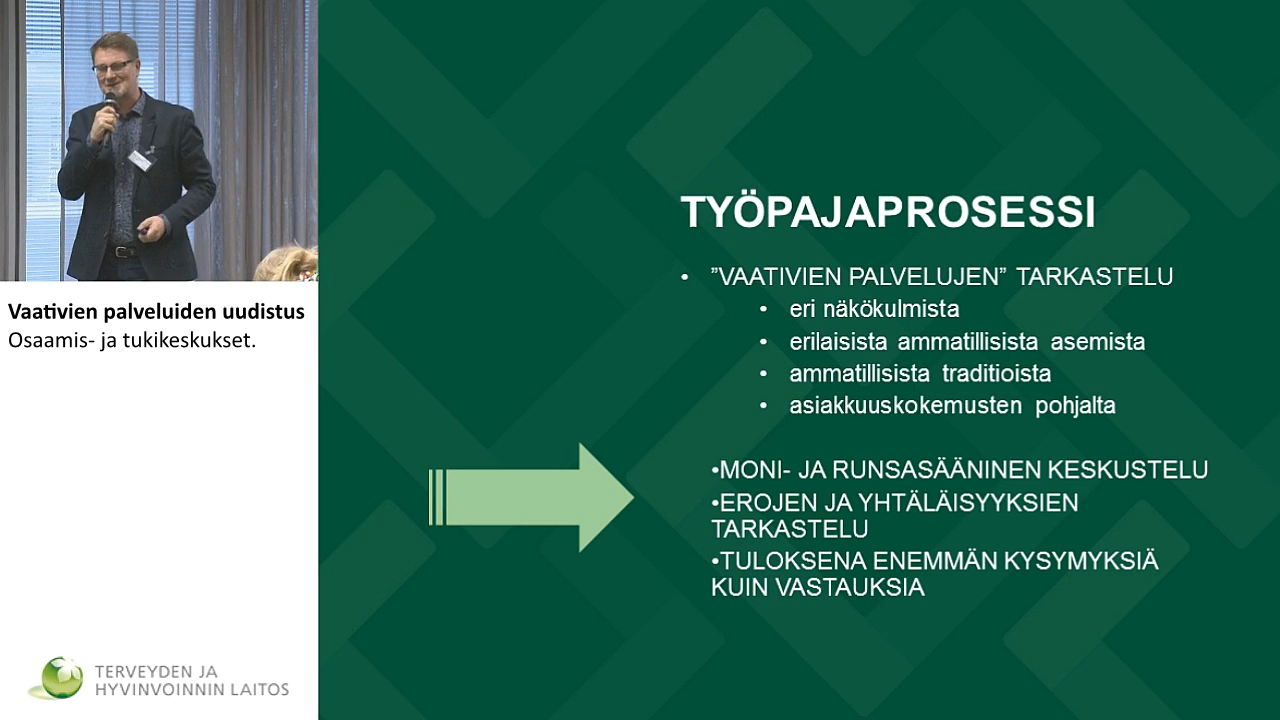 Vaativien palveluiden uudistus
Osaamis- ja tukikeskukset.
TERVEYDEN JA
HYVINVOINNIN LAITOS
TYÖPAJAPROSESSI
• ”VAATIVIEN PALVELUJEN” TARKASTELU
• eri näkökulmista
• erilaisista ammatillisista asemista
• ammatillisista traditioista
• asiakkuuskokemusten pohjalta
•MONI- JA RUNSASÄÄNINEN KESKUSTELU
•EROJEN JA YHTÄLÄISYYKSIEN
TARKASTELU
•TULOKSENA ENEMMÄN KYSYMYKSIÄ
KUIN VASTAUKSIA